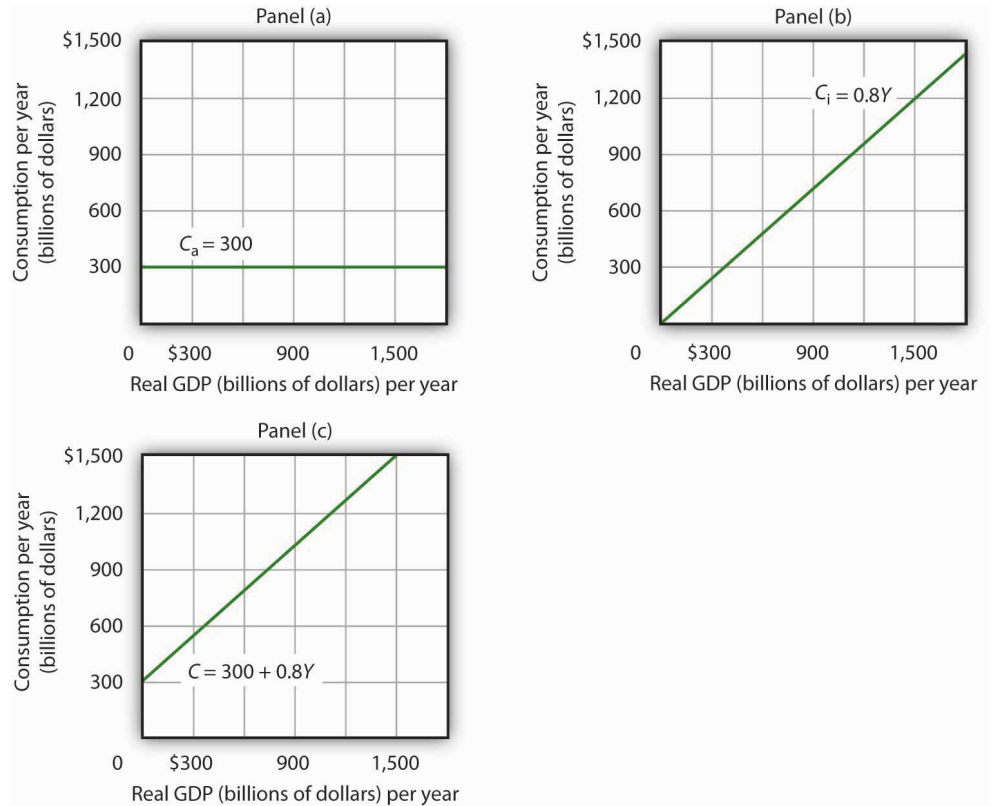 Panel (a)
$1,500
1,200
900
600
300
0
$300 900 1,500
Consumption per year
(billions of dollars)
Ca = 300
Real GDP (billions of dollars) per year
Panel (b)
$1,500
1,200
900
600
300
0
$300 900 1,500
Consumption per year
(billions of dollars)
Ci = 0.8Y
Real GDP (billions of dollars) per year
Panel (c)
$1,500
1,200
900
600
300
0
$300 900 1,500
Consumption per year
(billions of dollars)
C = 300 + 0.8Y
Real GDP (billions of dollars) per year